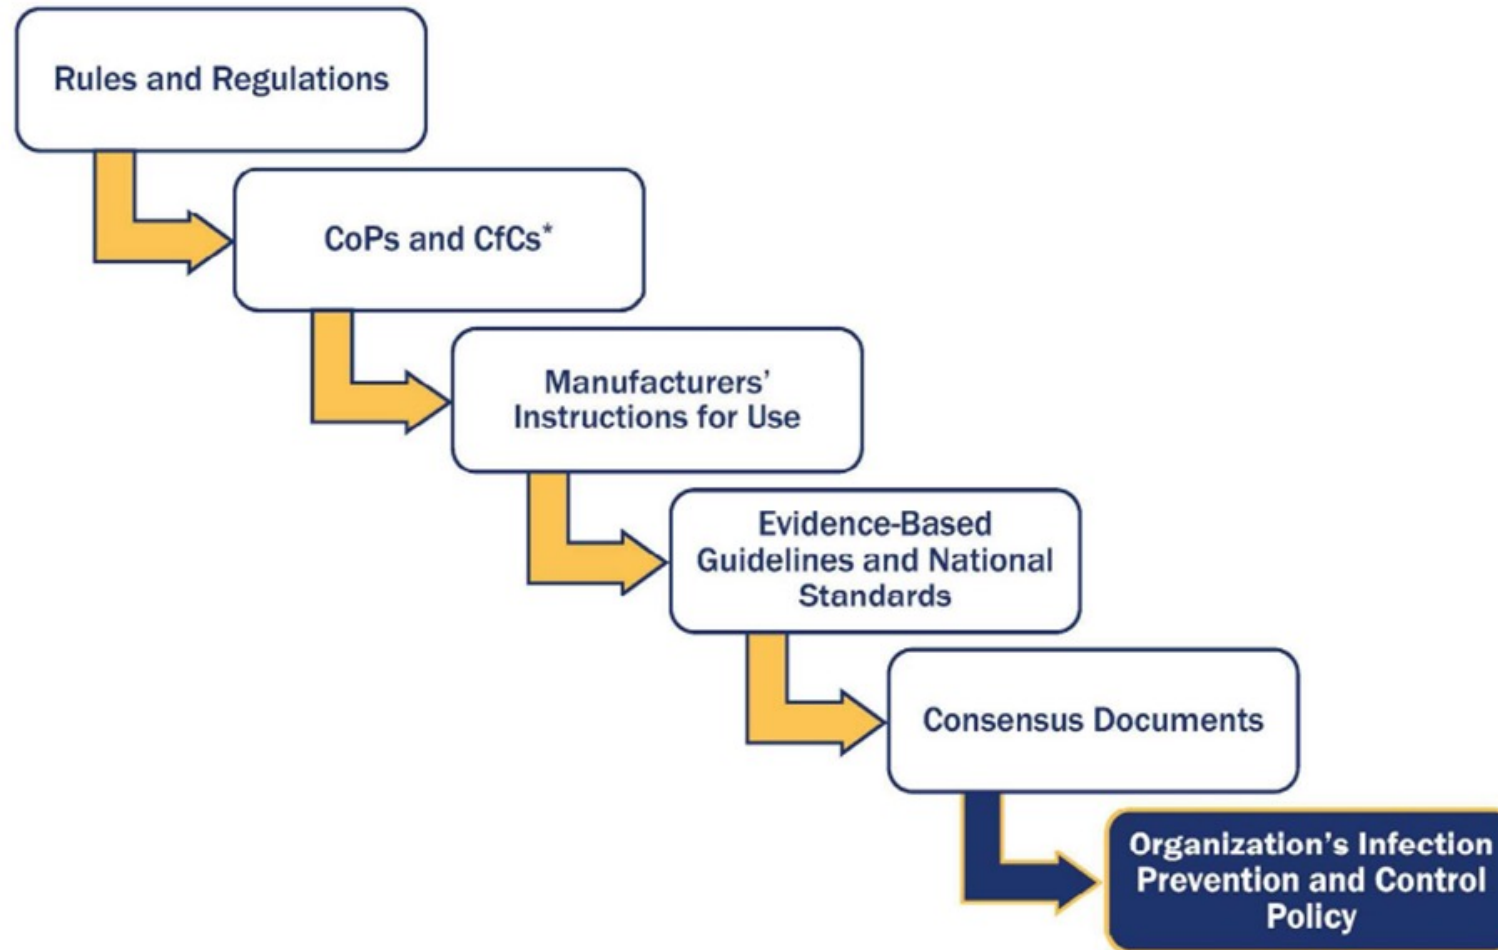 Rules and Regulations
CoPs and CfCs*
Manufacturers’
Instructions for Use
Evidence-Based
Guidelines and National
Standards
Consensus Documents
Organization’s Infection
Prevention and Control
Policy